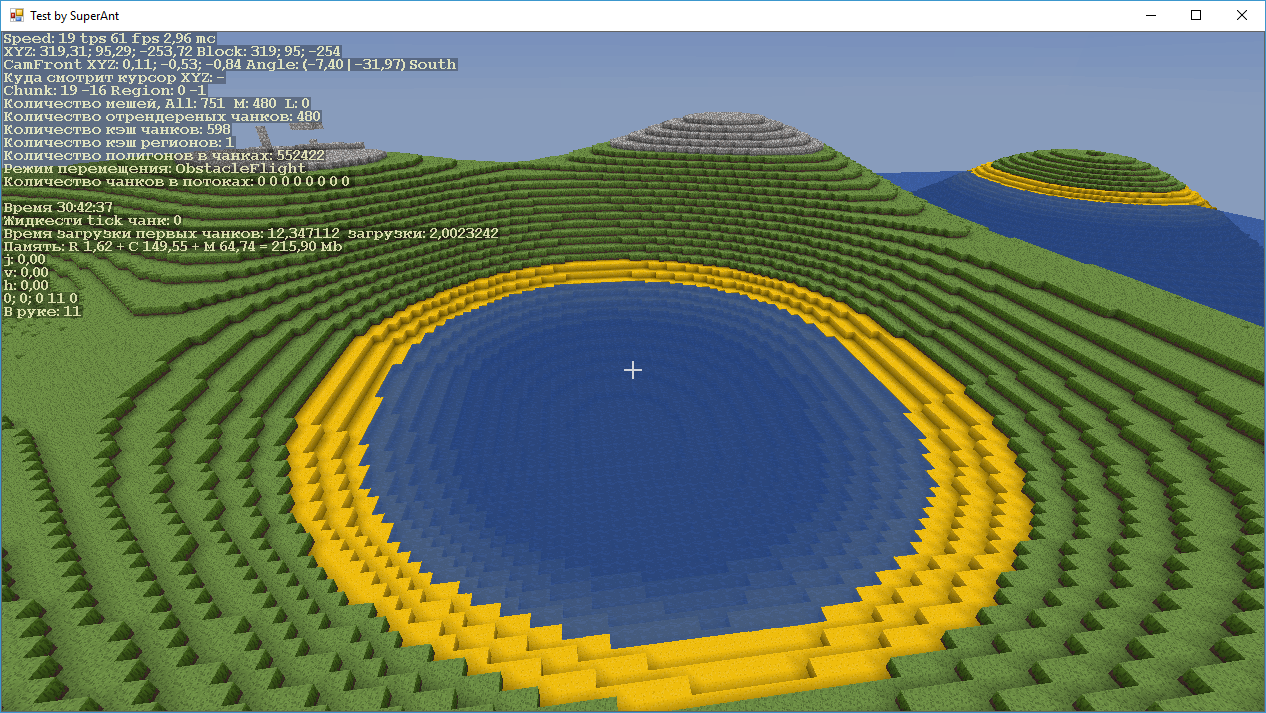 Test by SuperAnt
Speed: 19 tps 61 fps 2,96 mc
XYZ: 319,31; 95,29; -253,72 Block: 319; 95; -254
CamFront XYZ: 0,11; -0,53; -0,84 Angle: (-7,40 | -31,97) South
Куда смотрит курсор XYZ: -
Chunk: 19 -16 Region: 0 -1
Количество мешей, All: 751 M: 480 L: 0
Количество отрендереных чанков: 480
Количество кэш чанков: 598
Количество кэш регионов: 1
Количество полигонов в чанках: 552422
Режим перемещения: ObstacleFlight
Количество чанков в потоках: 0 0 0 0 0 0 0 0
Время 30:42:37
Жидкести tick чанк: 0
Время загрузки первых чанков: 12,347112 загрузки: 2,0023242
Память: R 1,62 + C 149,55 + M 64,74 = 215,90 Mb
j: 0,00
v: 0,00
h: 0,00
0; 0; 0 11 0
В руке: 11